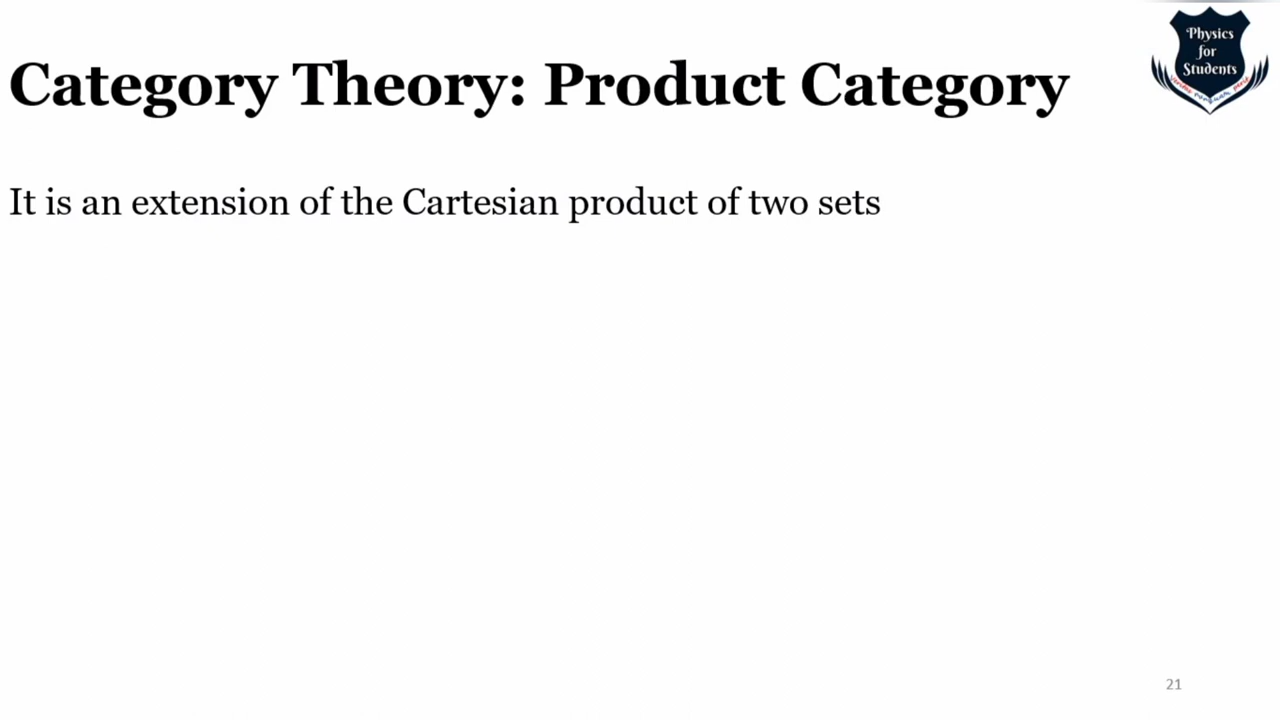 Category Theory: Product Category
Physics
for
Students
It is an extension of the Cartesian product of two sets
21